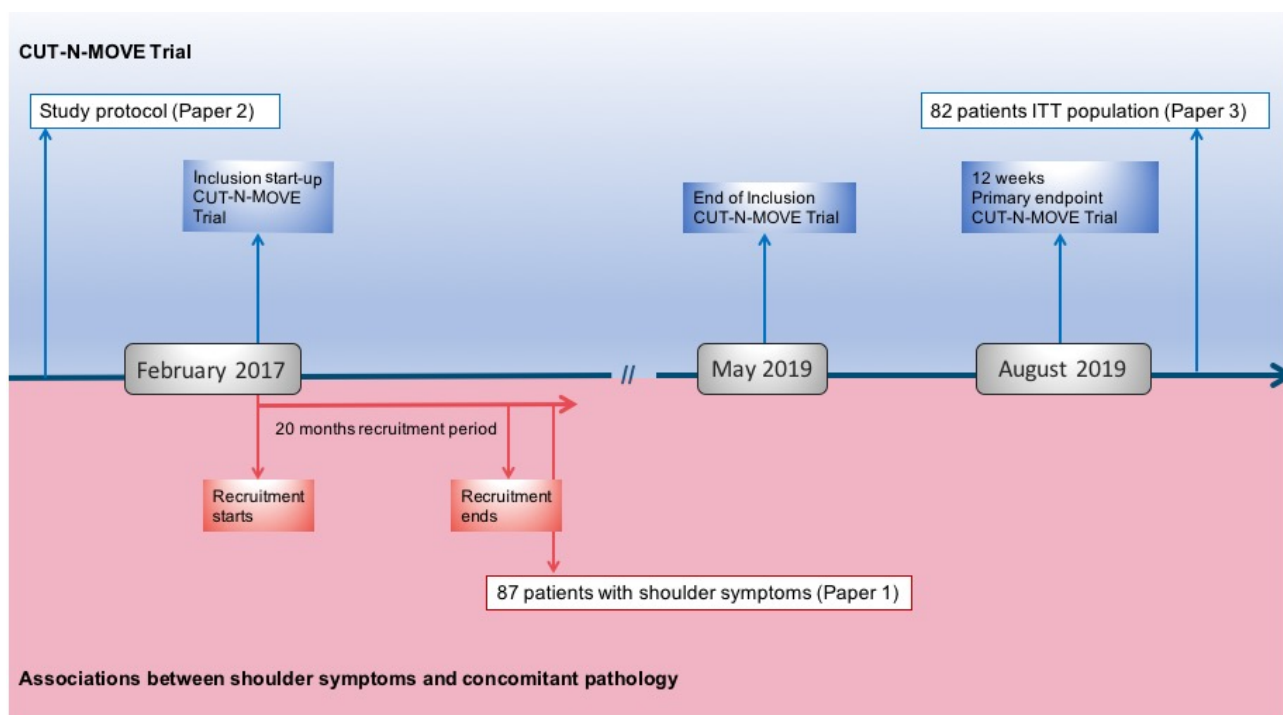 CUT-N-MOVE Trial
Study protocol (Paper 2)
82 patients ITT population (Paper 3)
Inclusion start-up
CUT-N-MOVE
Trial
End of Inclusion
CUT-N-MOVE Trial
12 weeks
Primary endpoint
CUT-N-MOVE Trial
February 2017
//
May 2019
August 2019
20 months recruitment period
Recruitment
starts
Recruitment
ends
87 patients with shoulder symptoms (Paper 1)
Associations between shoulder symptoms and concomitant pathology